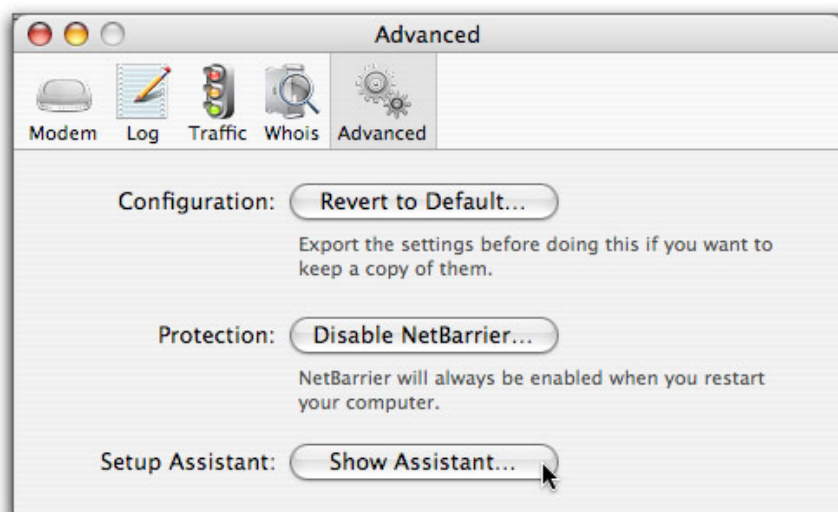 Advanced
Modem Log Traffic Whois Advanced
Configuration: Revert to Default...
Export the settings before doing this if you want to
keep a copy of them.
Protection: Disable NetBarrier...
NetBarrier will always be enabled when you restart
your computer.
Setup Assistant: Show Assistant...